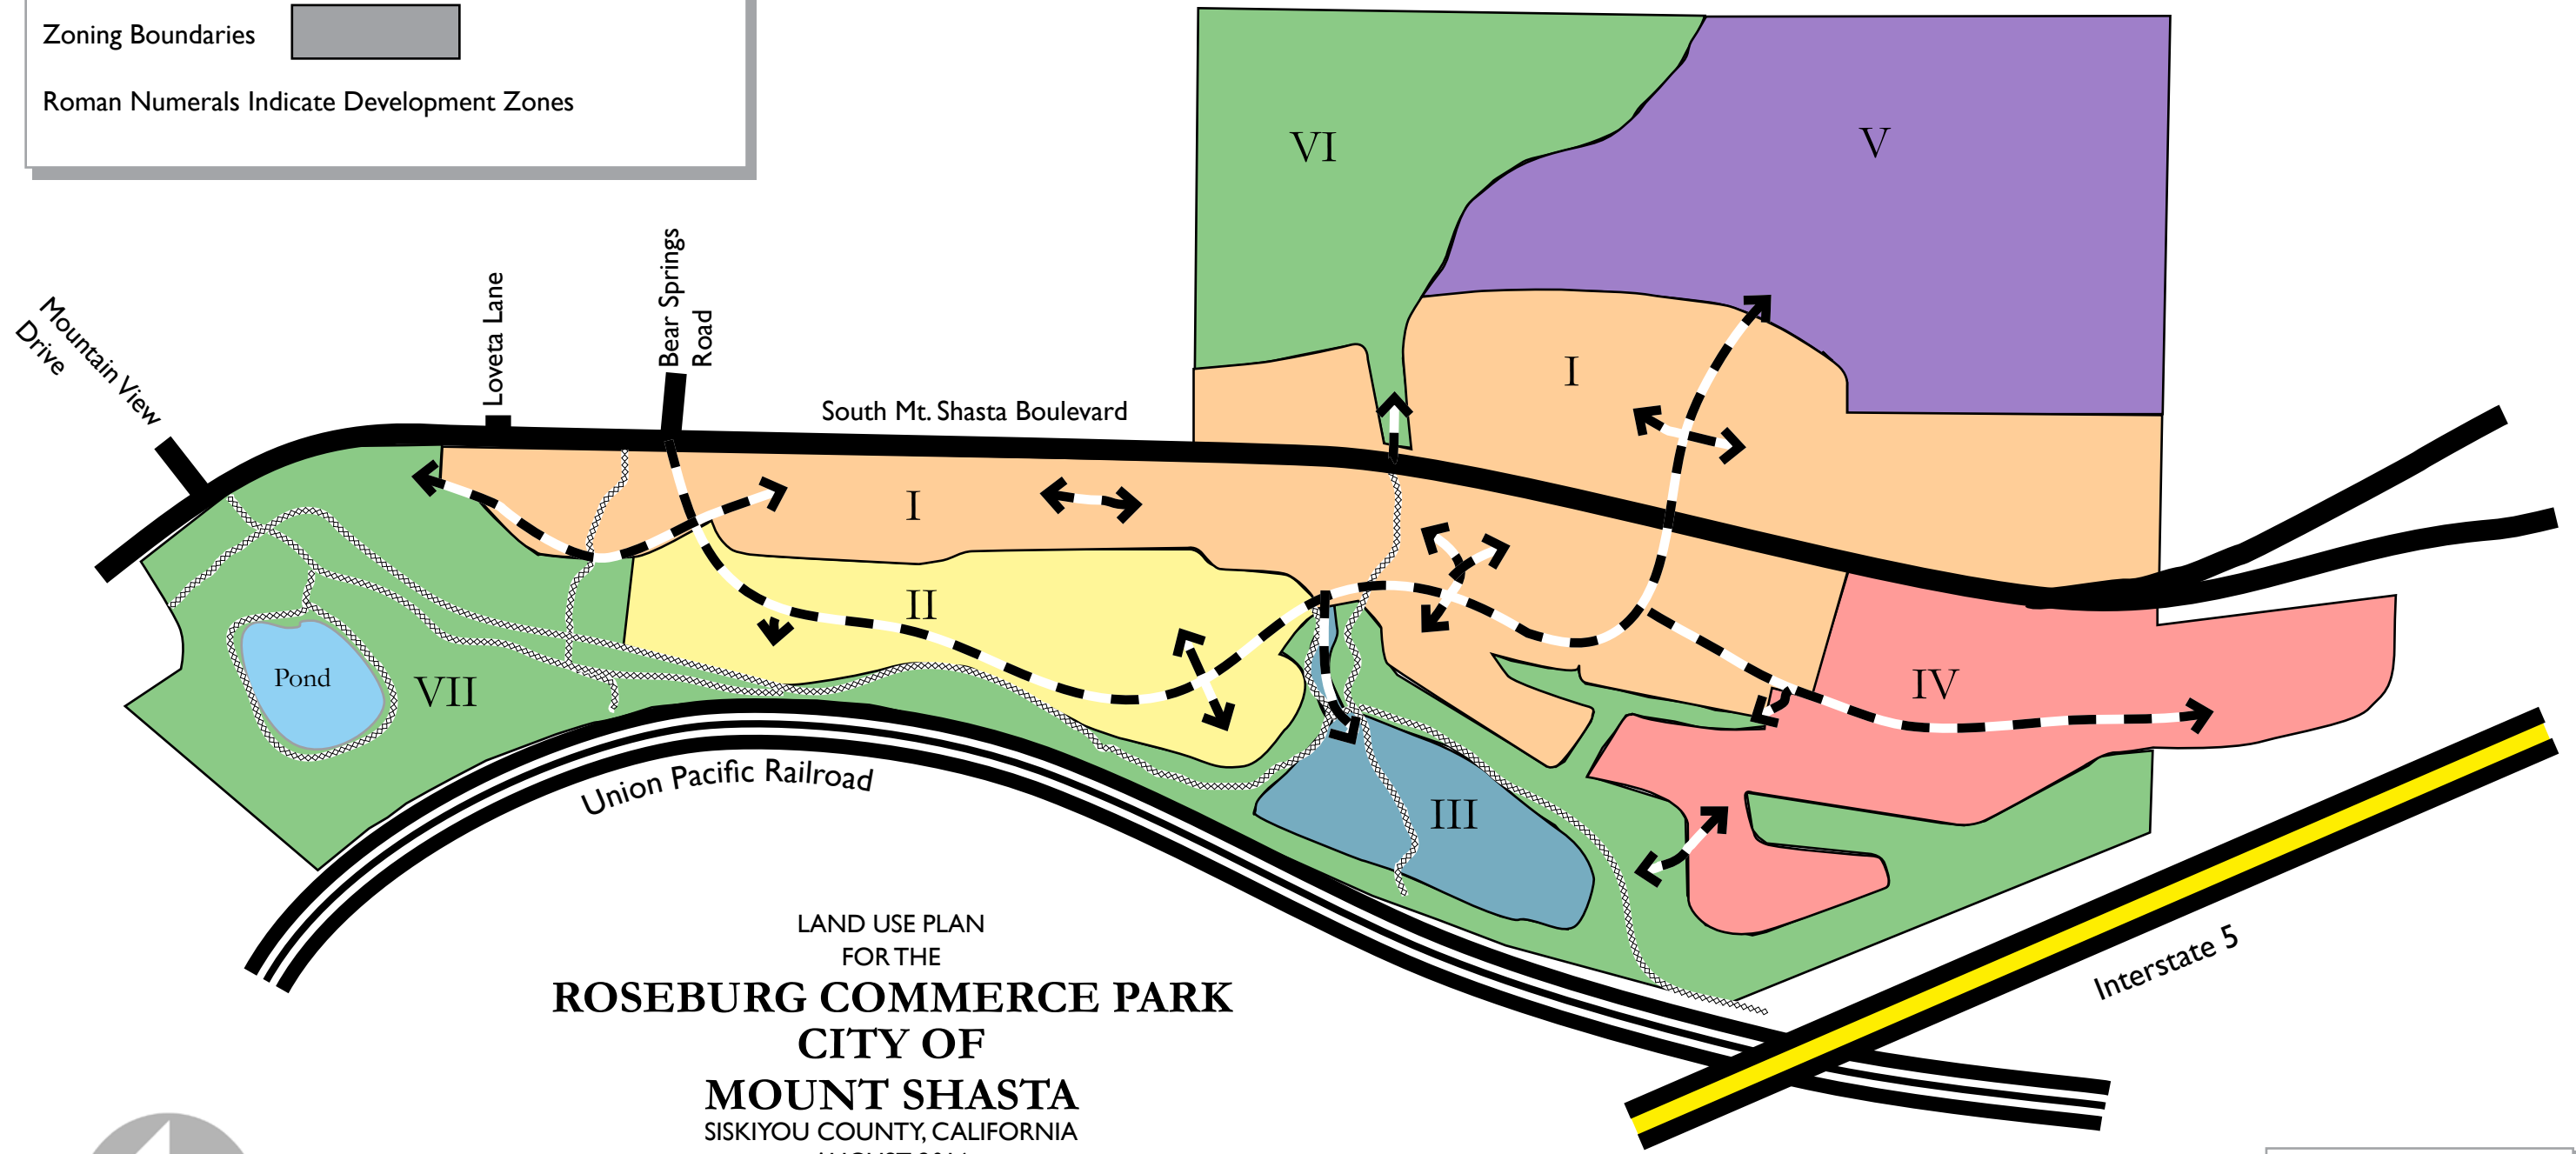 Zoning Boundaries
Roman Numerals Indicate Development Zones
VI
V
Mountain View
Drive
Loveta Lane
Bear Springs
Road
South Mt. Shasta Boulevard
I
I
II
Pond
VII
IV
III
Union Pacific Railroad
Interstate 5
LAND USE PLAN
FOR THE
ROSEBURG COMMERCE PARK
CITY OF
MOUNT SHASTA
SISKIYOU COUNTY, CALIFORNIA